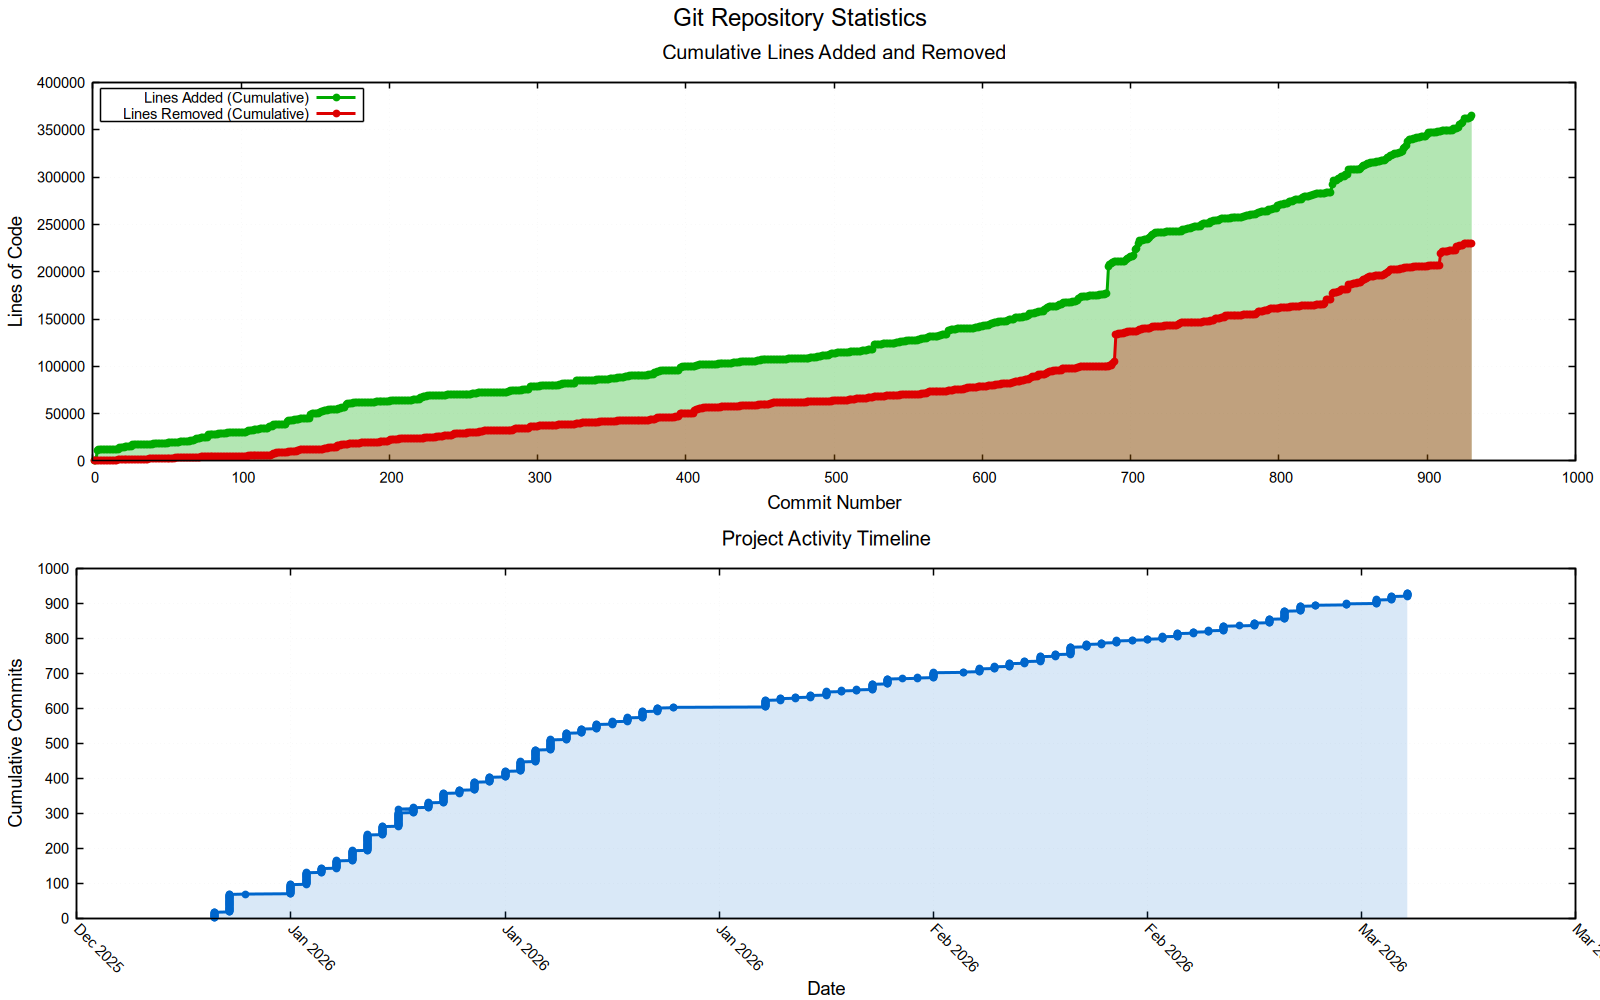 Git Repository Statistics
Cumulative Lines Added and Removed
Lines Added (Cumulative)
Lines Removed (Cumulative)
Lines of Code
400000
350000
300000
250000
200000
150000
100000
50000
0
0 100 200 300 400 500 600 700 800 900 1000
Commit Number
Project Activity Timeline
Cumulative Commits
1000
900
800
700
600
500
400
300
200
100
0
Dec 2025 Jan 2026 Jan 2026 Jan 2026 Feb 2026 Feb 2026 Mar 2026 Mar 2
Date